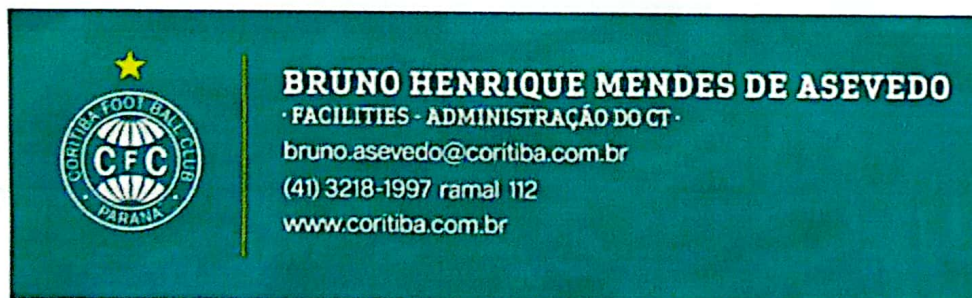 CORITIBA FOOT BALL CLUB
CFC
· PARANÁ ·
BRUNO HENRIQUE MENDES DE ASEVEDO
· FACILITIES - ADMINISTRAÇÃO DO CT ·
bruno.asevedo@coritiba.com.br
(41) 3218-1997 ramal 112
www.coritiba.com.br